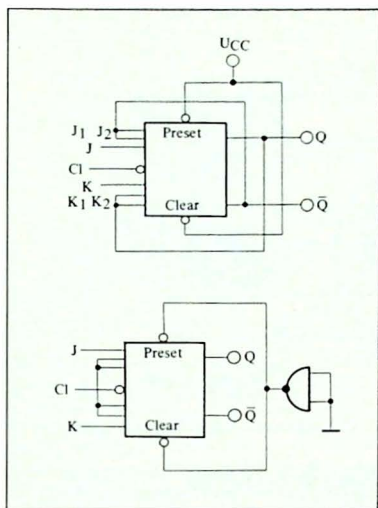 UCC
J1 J2
Preset
J
Q
Cl
K
K1 K2
Clear
Q̄
J
Preset
Q
Cl
Q̄
K
Clear